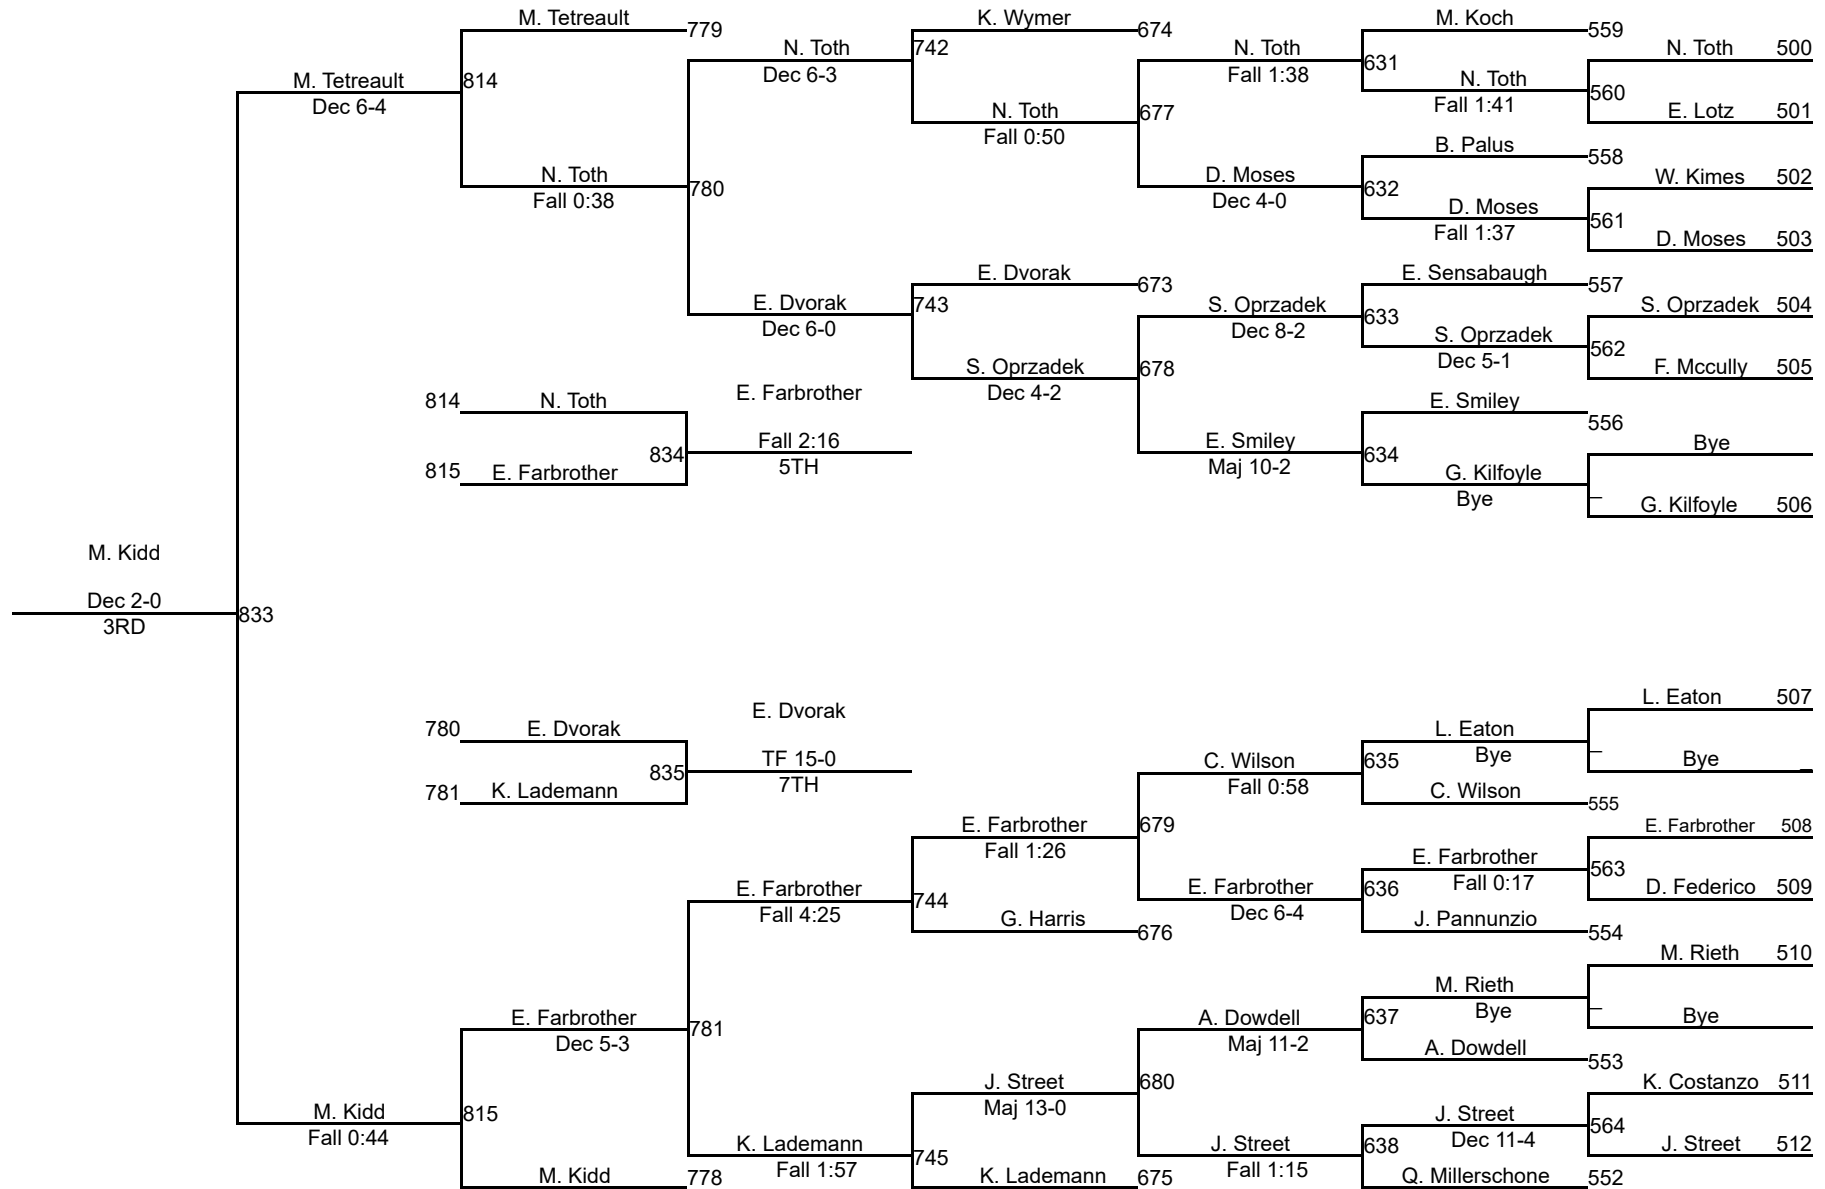 M. Tetreault
779
K. Wymer
674
M. Koch
559
N. Toth 500
N. Toth
742
N. Toth
631
Dec 6-3
Fall 1:38
N. Toth
Fall 1:41
560
M. Tetreault
814
Dec 6-4
N. Toth
677
E. Lotz 501
Fall 0:50
B. Palus
558
N. Toth
780
D. Moses
632
W. Kimes 502
Fall 0:38
Dec 4-0
D. Moses
561
Fall 1:37
D. Moses 503
E. Dvorak
673
E. Sensabaugh
557
E. Dvorak
743
S. Oprzadek
633
S. Oprzadek 504
Dec 6-0
Dec 8-2
S. Oprzadek
562
Dec 5-1
S. Oprzadek
678
F. Mccully 505
Dec 4-2
814 N. Toth
E. Farbrother
E. Smiley
556
834
Fall 2:16
5TH
E. Smiley
634
Bye
Maj 10-2
815 E. Farbrother
G. Kilfoyle
Bye
G. Kilfoyle 506
M. Kidd
Dec 2-0
833
3RD
L. Eaton 507
780 E. Dvorak
E. Dvorak
L. Eaton
Bye
835
TF 15-0
7TH
C. Wilson
635
Bye
Fall 0:58
781 K. Lademann
C. Wilson
555
E. Farbrother
679
E. Farbrother 508
Fall 1:26
E. Farbrother
563
Fall 0:17
E. Farbrother
744
E. Farbrother
636
D. Federico 509
Fall 4:25
Dec 6-4
G. Harris
676
J. Pannunzio
554
M. Rieth 510
M. Rieth
Bye
E. Farbrother
781
A. Dowdell
637
Bye
Dec 5-3
Maj 11-2
A. Dowdell
553
J. Street
680
K. Costanzo 511
Maj 13-0
M. Kidd
815
J. Street
564
Fall 0:44
Dec 11-4
K. Lademann
745
J. Street
638
J. Street 512
Fall 1:57
Fall 1:15
M. Kidd
778
K. Lademann
675
Q. Millerschone
552